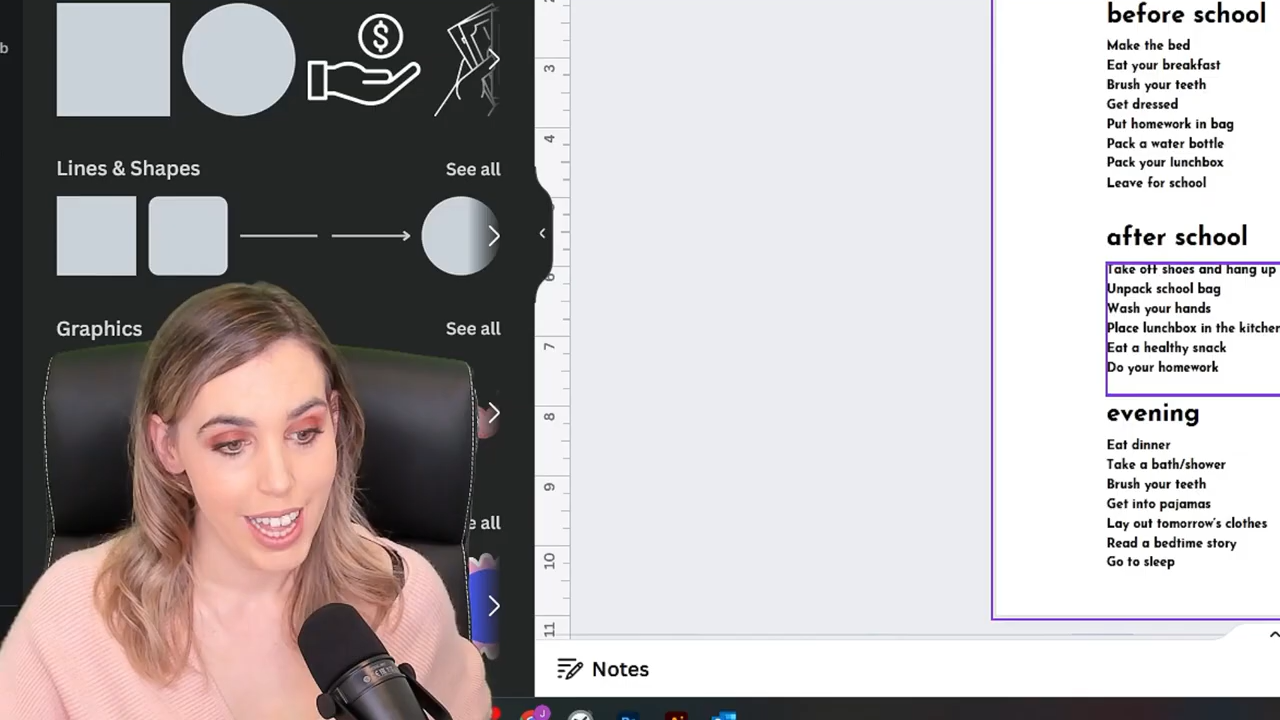 b
$
Lines & Shapes
See all
Graphics
See all
e all
3
4
6
7
8
9
10
11
before school
Make the bed
Eat your breakfast
Brush your teeth
Get dressed
Put homework in bag
Pack a water bottle
Pack your lunchbox
Leave for school
after school
Take off shoes and hang up
Unpack school bag
Wash your hands
Place lunchbox in the kitchen
Eat a healthy snack
Do your homework
evening
Eat dinner
Take a bath/shower
Brush your teeth
Get into pajamas
Lay out tomorrow's clothes
Read a bedtime story
Go to sleep
Notes
J